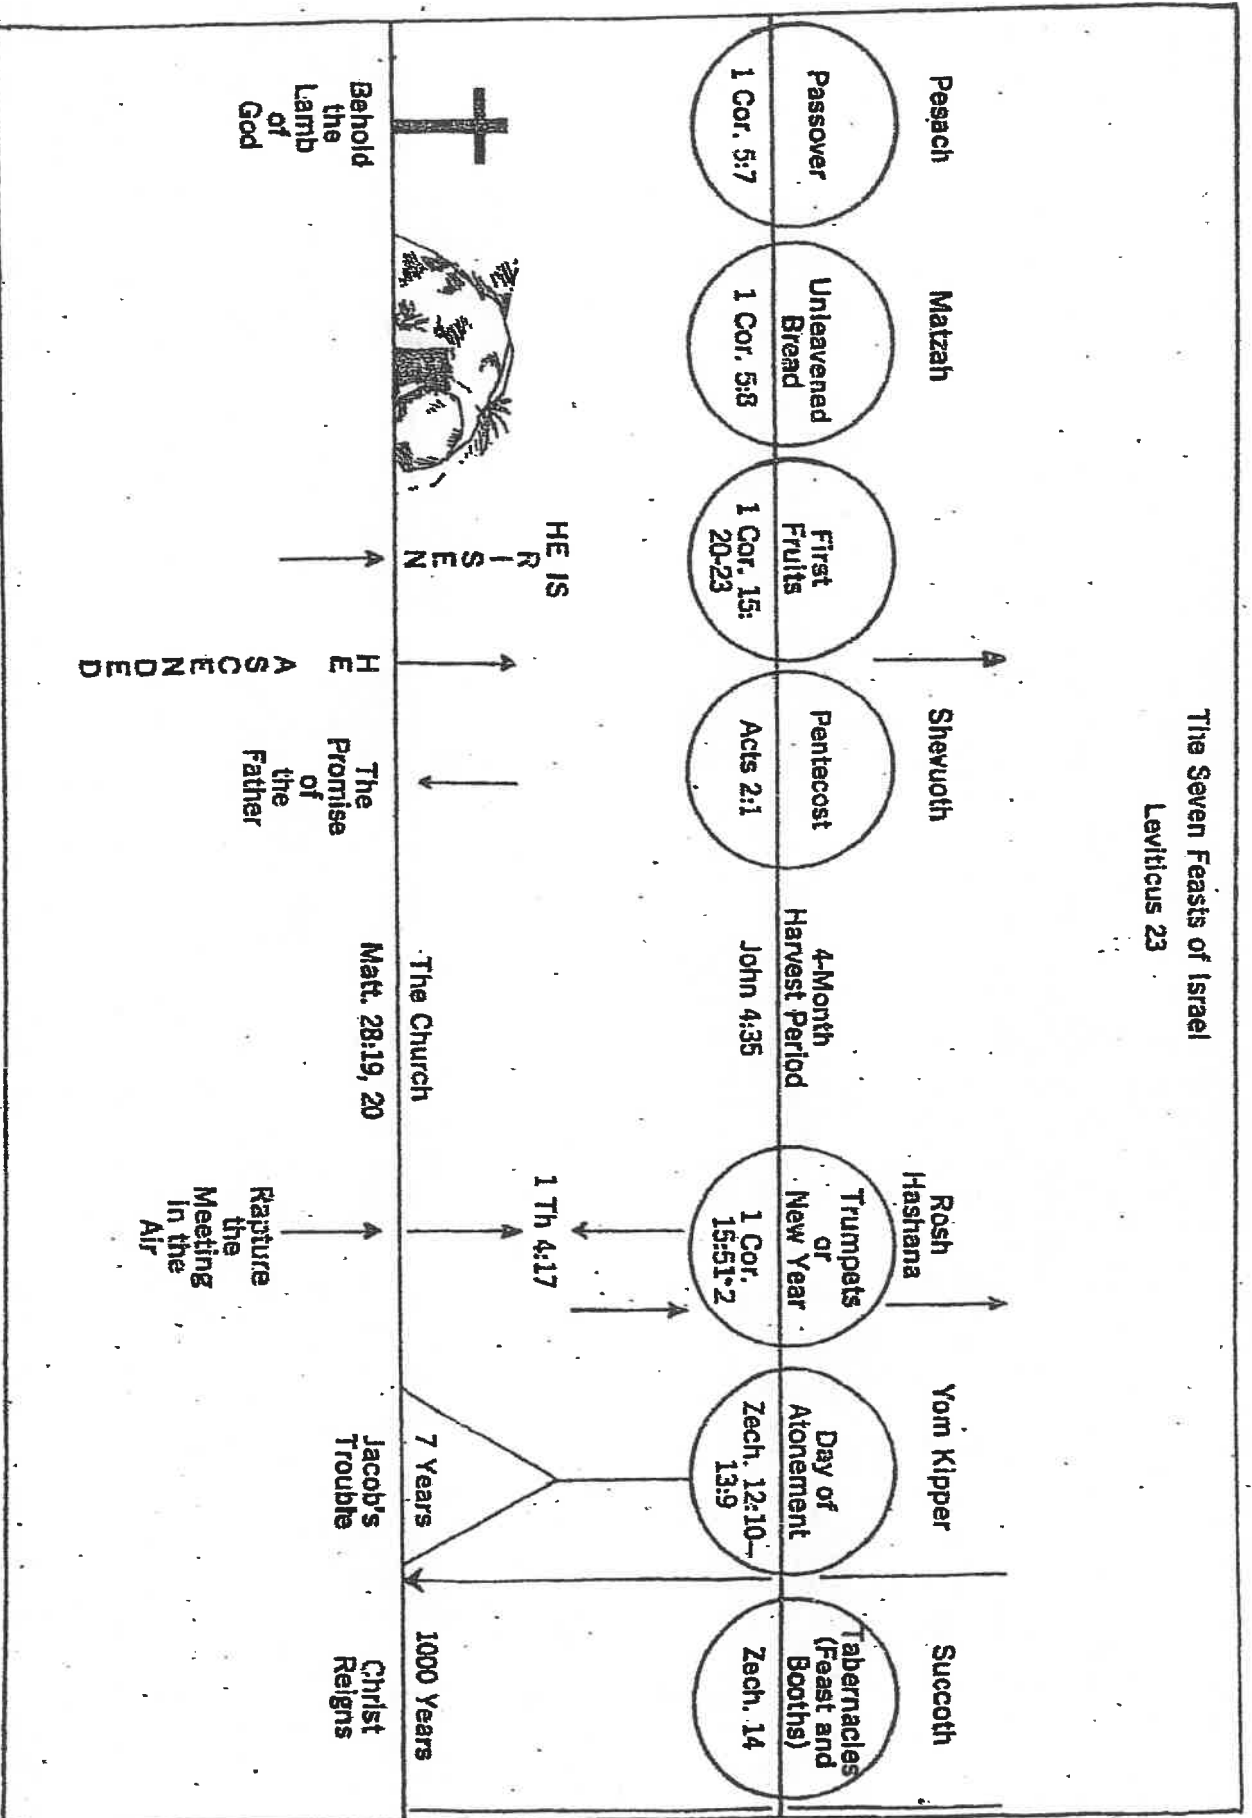 The Seven Feasts of Israel
Leviticus 23
Pesach
Matzah
Shevuoth
Rosh
Hashana
Yom Kipper
Succoth
Passover
1 Cor. 5:7
Unleavened
Bread
1 Cor. 5:8
First
Fruits
1 Cor. 15:
20-23
Pentecost
Acts 2:1
4-Month
Harvest Period
John 4:35
Trumpets
or
New Year
1 Cor.
15:51-2
Day of
Atonement
Zech. 12:10–
13:9
Tabernacles
(Feast and
Booths)
Zech. 14
HE IS
R
I
S
E
N
1 Th 4:17
The Church
Matt. 28:19, 20
7 Years
Jacob's
Trouble
1000 Years
Christ
Reigns
Behold
the
Lamb
of
God
H
E
A
S
C
E
N
D
E
D
The
Promise
of
the
Father
Rapture
the
Meeting
in the
Air